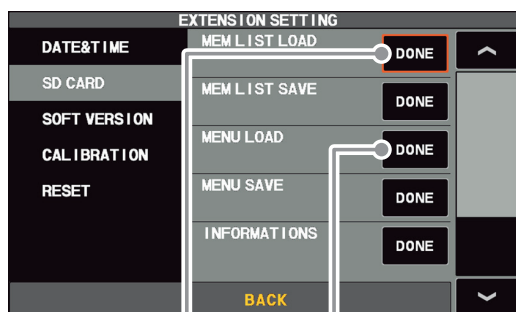 EXTENSION SETTING
DATE&TIME
SD CARD
SOFT VERSION
CALIBRATION
RESET
MEM LIST LOAD DONE
MEM LIST SAVE DONE
MENU LOAD DONE
MENU SAVE DONE
INFORMATIONS DONE
BACK